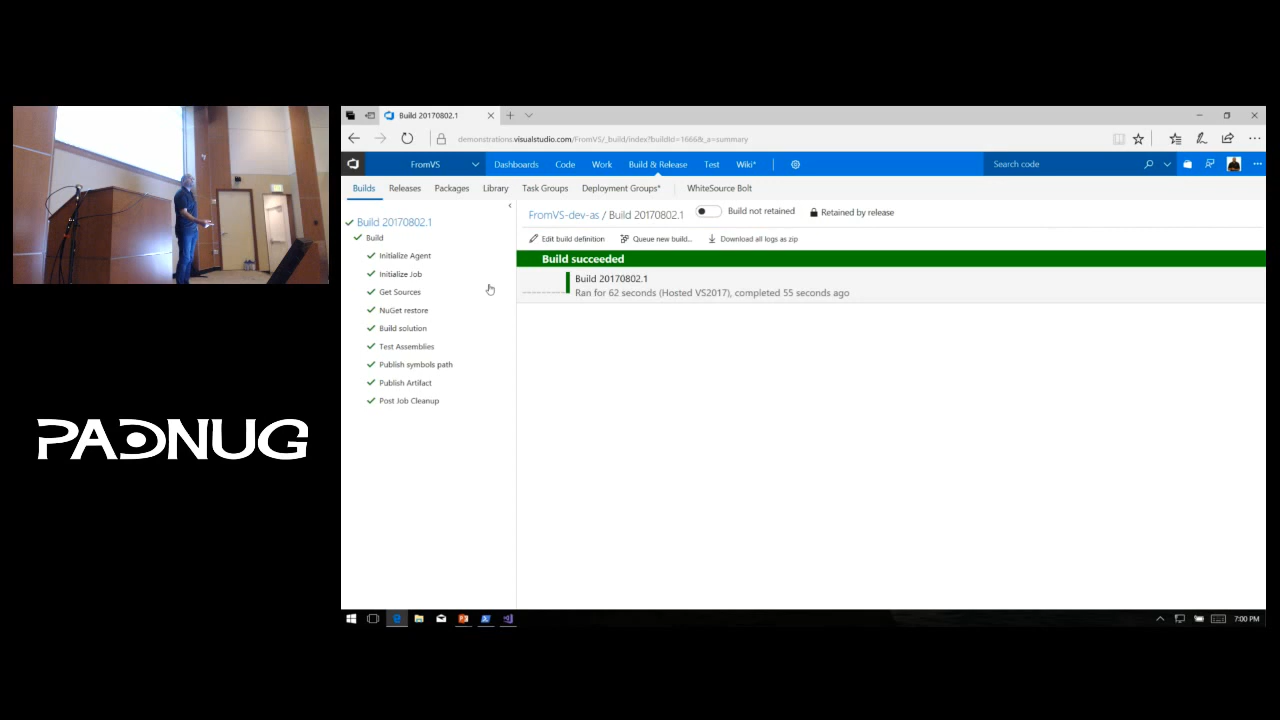 Build 20170802.1
demonstrations.visualstudio.com/FromVS/_build/index?buildId=1666&_a=summary
FromVS Dashboards Code Work Build & Release Test Wiki* Search code
Builds Releases Packages Library Task Groups Deployment Groups* WhiteSource Bolt
Build 20170802.1
Build
Initialize Agent
Initialize Job
Get Sources
NuGet restore
Build solution
Test Assemblies
Publish symbols path
Publish Artifact
Post Job Cleanup
FromVS-dev-as / Build 20170802.1 Build not retained Retained by release
Edit build definition Queue new build... Download all logs as zip
Build succeeded
Build 20170802.1
Ran for 62 seconds (Hosted VS2017), completed 55 seconds ago
PADNUG
7:00 PM